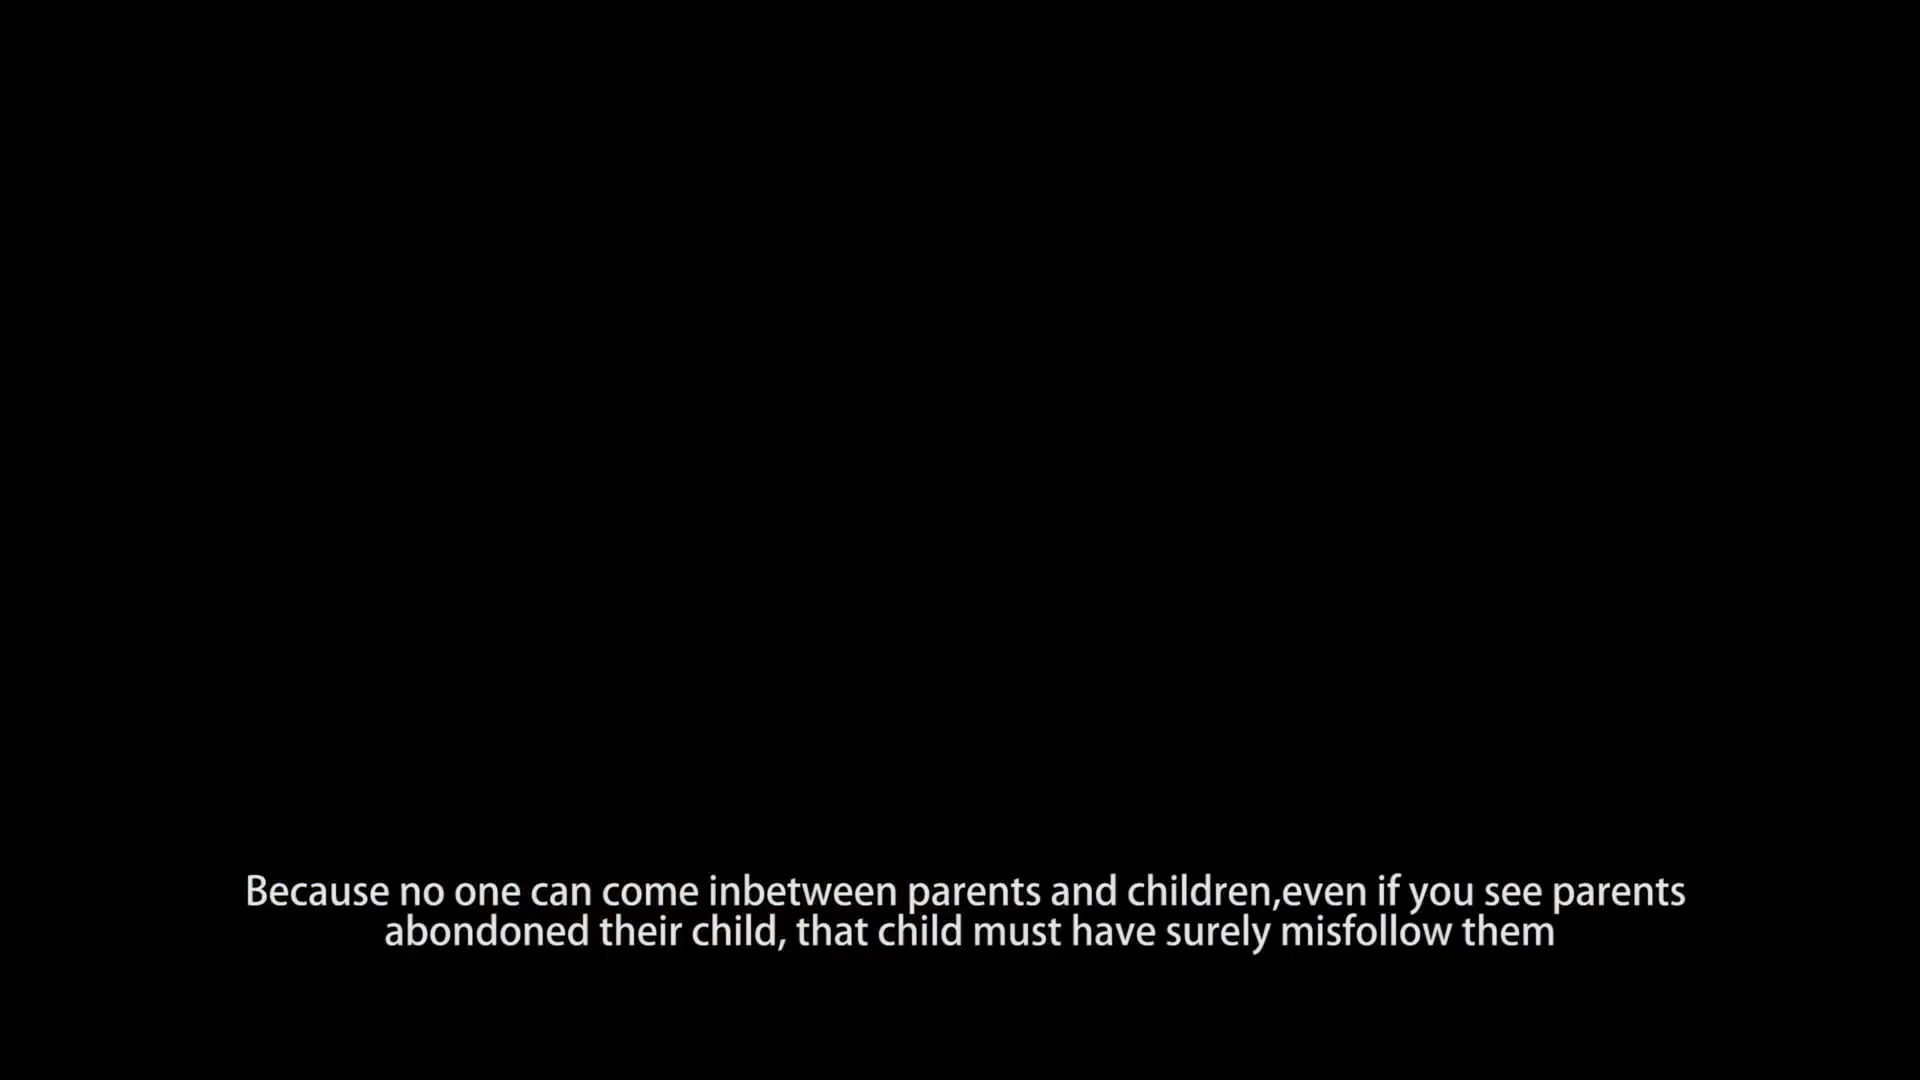 Because no one can come inbetween parents and children,even if you see parents
abondoned their child, that child must have surely misfollow them